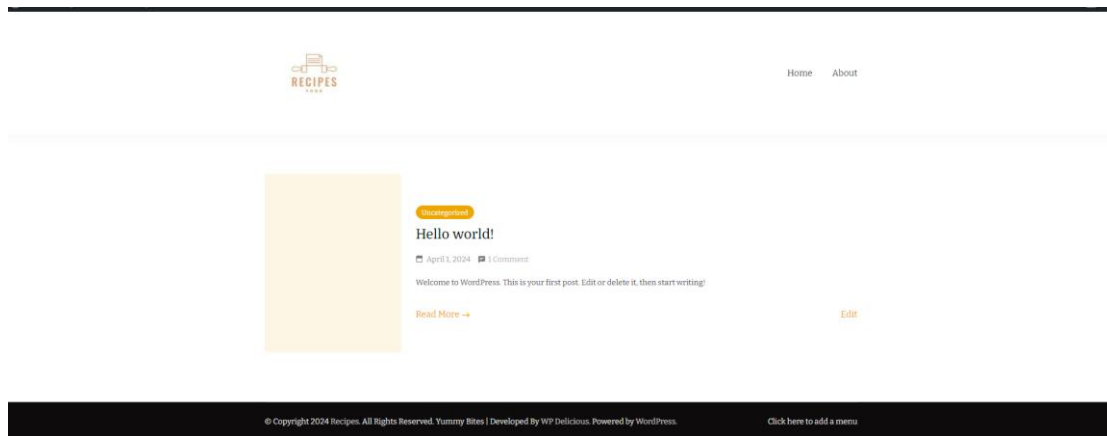 RECIPES
Home About
Uncategorized
Hello world!
April 1, 2024 1 Comment
Welcome to WordPress. This is your first post. Edit or delete it, then start writing!
Read More → Edit
© Copyright 2024 Recipes. All Rights Reserved. Yummy Bites | Developed By WP Delicious. Powered by WordPress. Click here to add a menu